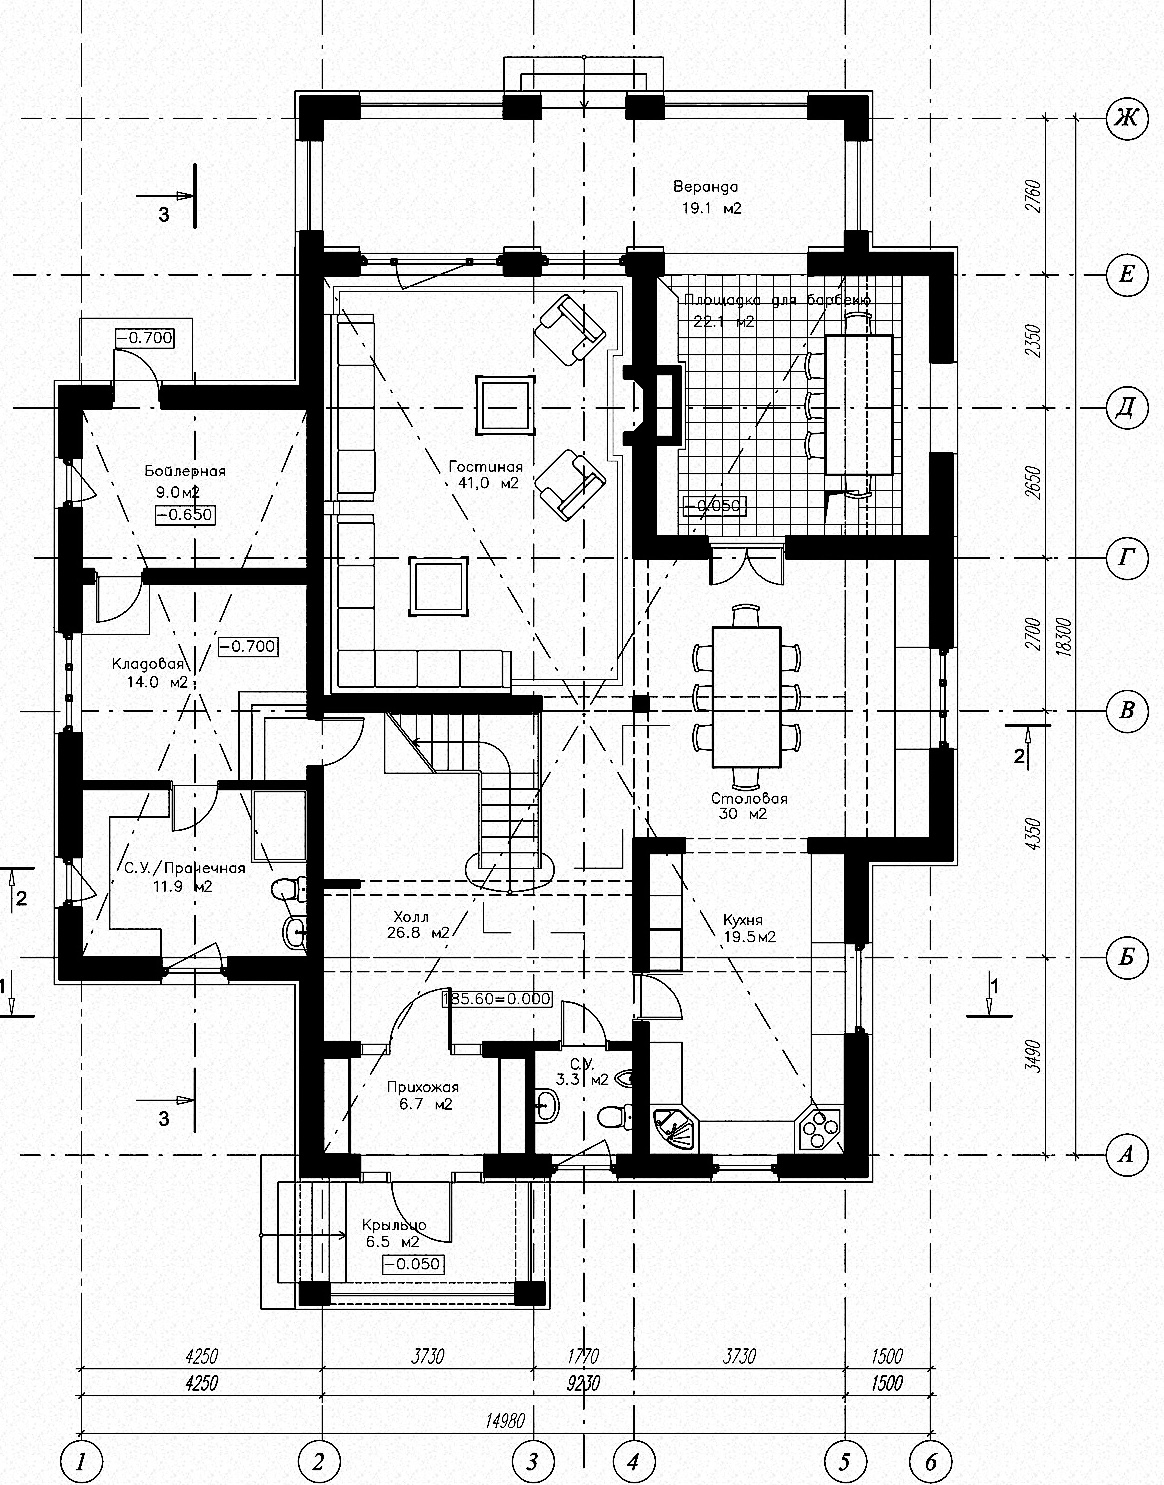 Ж
2760
Веранда
19.1 м2
3
Е
Площадка для барбекю
22.1 м2
−0.700
2350
Д
Гостиная
41,0 м2
Бойлерная
9.0м2
−0.650
−0.050
2650
Г
2700
18300
−0.700
Кладовая
14.0 м2
В
2
Столовая
30 м2
4350
С.У./Прачечная
11.9 м2
2
Холл
26.8 м2
Кухня
19.5м2
Б
1
185.60=0.000
1
3490
С.У.
3.3 м2
Прихожая
6.7 м2
3
А
Крыльцо
6.5 м2
−0.050
4250
3730
1770
3730
1500
4250
9230
1500
14980
1
2
3
4
5
6